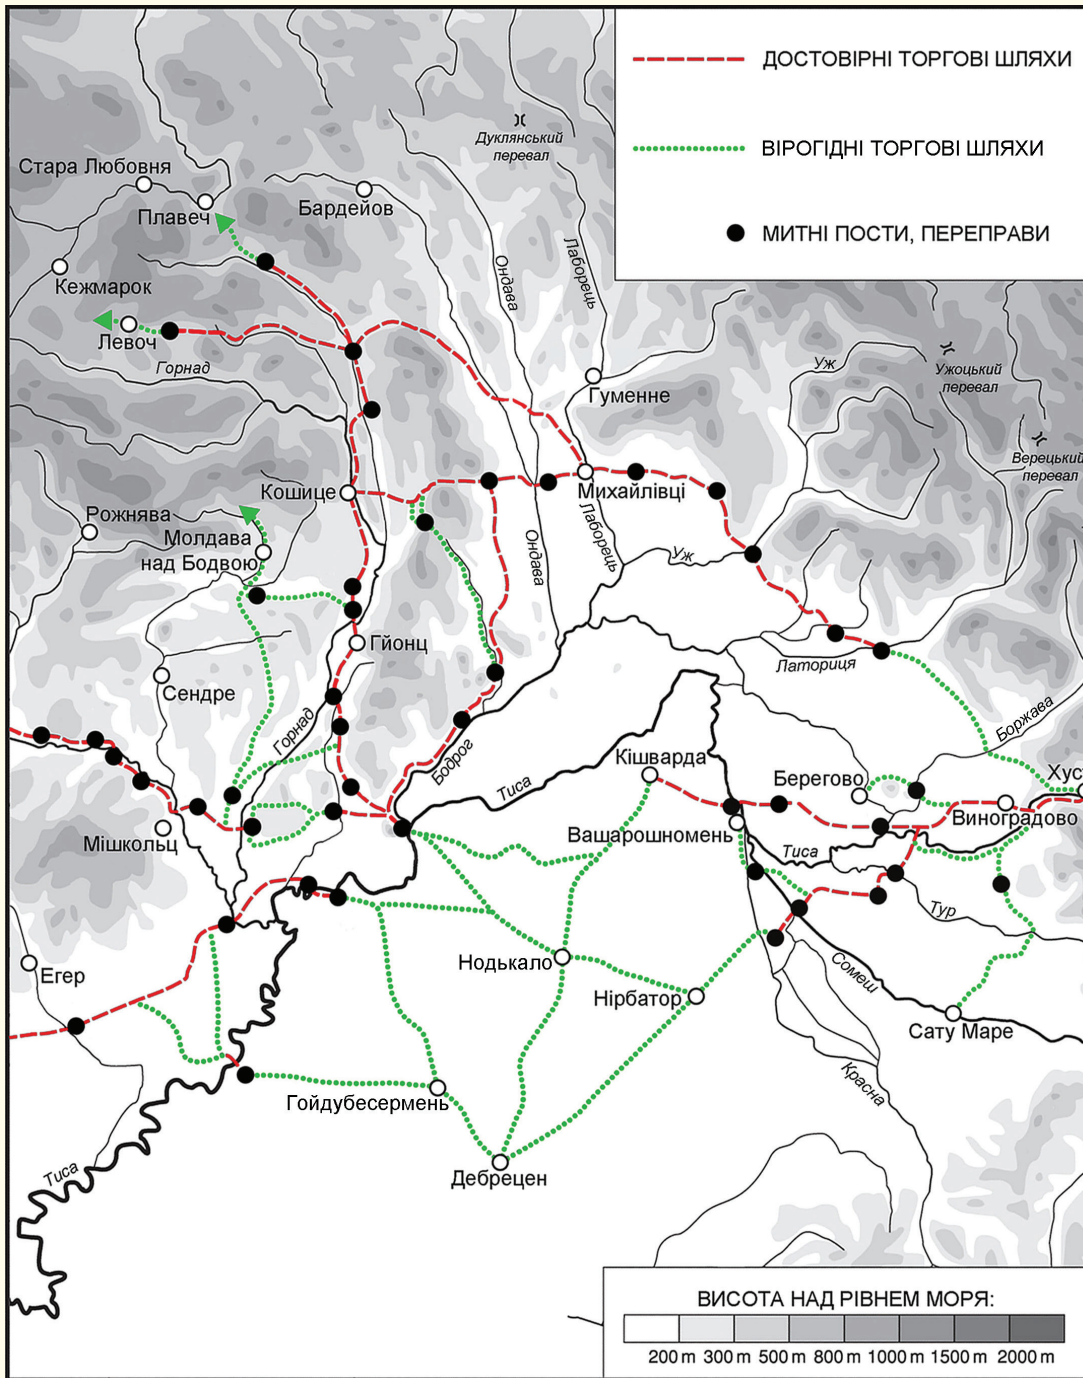 ДОСТОВІРНІ ТОРГОВІ ШЛЯХИ
ВІРОГІДНІ ТОРГОВІ ШЛЯХИ
МИТНІ ПОСТИ, ПЕРЕПРАВИ
Дуклянський
перевал
Стара Любовня
Плавеч
Бардейов
Кежмарок
Левоч
Горнад
Ондава
Лаборець
Гуменне
Уж
Ужоцький
перевал
Верецький
перевал
Кошице
Михайлівці
Рожнява
Молдава
над Бодвою
Ондава
Лаборець
Уж
Гйонц
Латориця
Сендре
Горнад
Бодрог
Тиса
Боржава
Кішварда
Берегово
Хуст
Мішкольц
Вашарошномень
Виноградово
Тиса
Тур
Егер
Нодькало
Нірбатор
Сомеш
Сату Маре
Красна
Гойдубесермень
Тиса
Дебрецен
ВИСОТА НАД РІВНЕМ МОРЯ:
200 m 300 m 500 m 800 m 1000 m 1500 m 2000 m